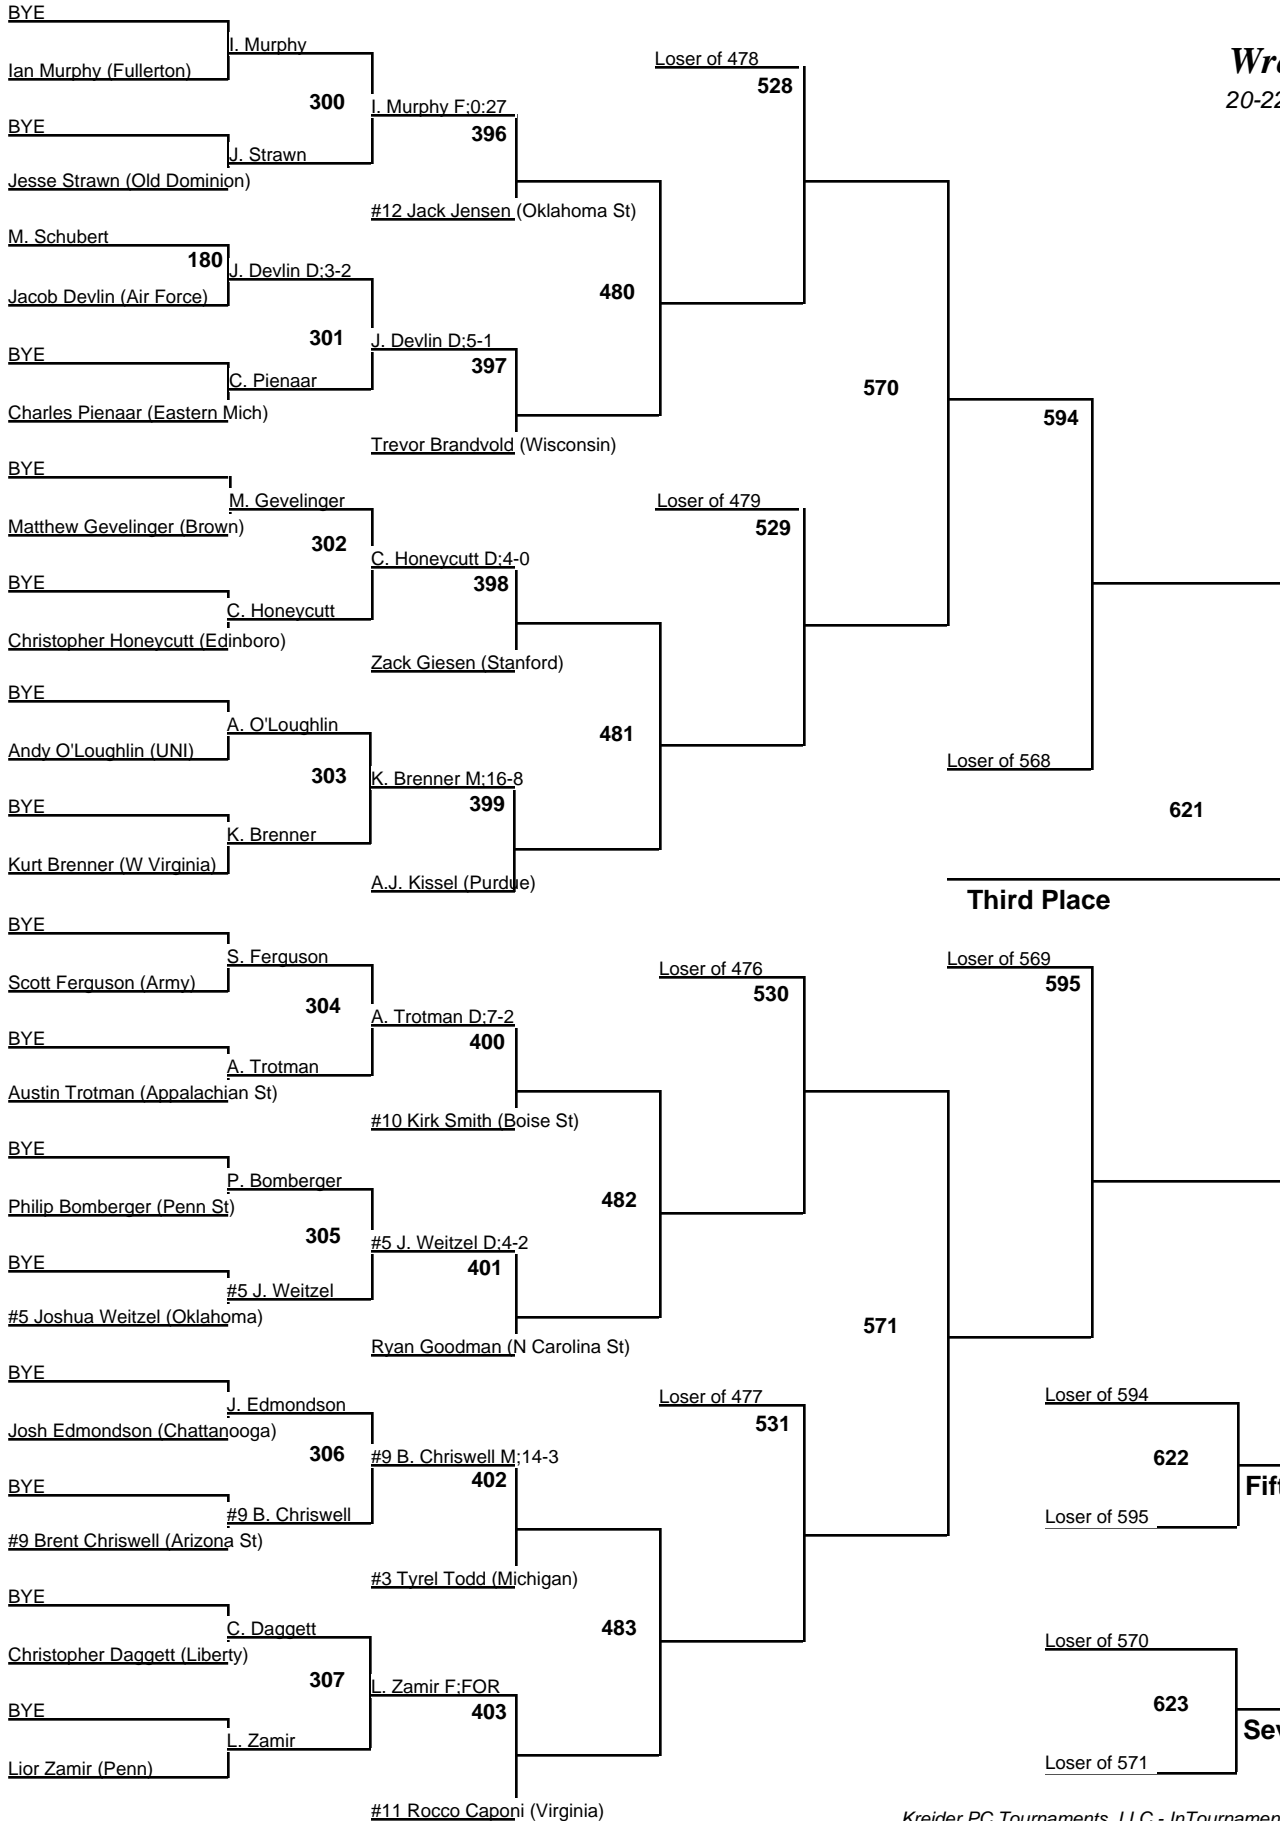 BYE
I. Murphy
Ian Murphy (Fullerton)
300
I. Murphy F;0:27
396
BYE
J. Strawn
Jesse Strawn (Old Dominion)
#12 Jack Jensen (Oklahoma St)
M. Schubert
180
J. Devlin D;3-2
Jacob Devlin (Air Force)
480
301
J. Devlin D;5-1
397
BYE
C. Pienaar
Charles Pienaar (Eastern Mich)
Trevor Brandvold (Wisconsin)
BYE
M. Gevelinger
Matthew Gevelinger (Brown)
302
C. Honeycutt D;4-0
398
BYE
C. Honeycutt
Christopher Honeycutt (Edinboro)
Zack Giesen (Stanford)
BYE
A. O'Loughlin
Andy O'Loughlin (UNI)
481
303
K. Brenner M;16-8
399
BYE
K. Brenner
Kurt Brenner (W Virginia)
A.J. Kissel (Purdue)
BYE
S. Ferguson
Scott Ferguson (Army)
304
A. Trotman D;7-2
400
BYE
A. Trotman
Austin Trotman (Appalachian St)
#10 Kirk Smith (Boise St)
BYE
P. Bomberger
Philip Bomberger (Penn St)
482
305
#5 J. Weitzel D;4-2
401
BYE
#5 J. Weitzel
#5 Joshua Weitzel (Oklahoma)
Ryan Goodman (N Carolina St)
BYE
J. Edmondson
Josh Edmondson (Chattanooga)
306
#9 B. Chriswell M;14-3
402
BYE
#9 B. Chriswell
#9 Brent Chriswell (Arizona St)
#3 Tyrel Todd (Michigan)
BYE
C. Daggett
Christopher Daggett (Liberty)
483
307
L. Zamir F;FOR
403
BYE
L. Zamir
Lior Zamir (Penn)
#11 Rocco Caponi (Virginia)
Loser of 478
528
570
594
Loser of 479
529
Loser of 568
621
Third Place
Loser of 476
530
Loser of 569
595
571
Loser of 477
531
Loser of 594
622
Loser of 595
Loser of 570
623
Loser of 571
20-22
Kreider PC Tournaments, LLC - InTournamen